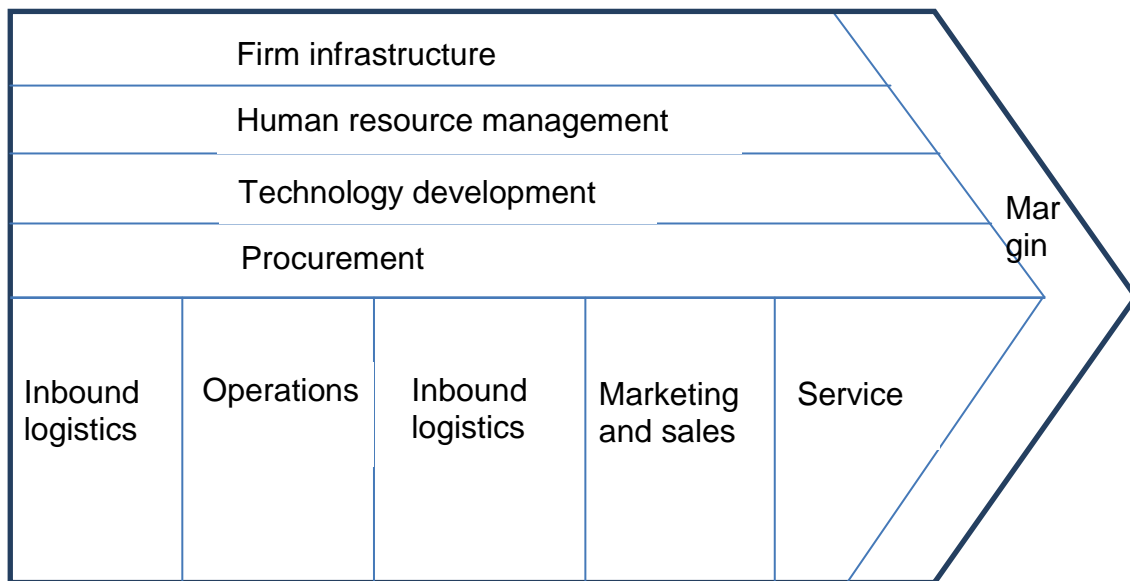 Firm infrastructure
Human resource management
Technology development
Procurement
Mar
gin
Inbound
logistics
Operations
Inbound
logistics
Marketing
and sales
Service